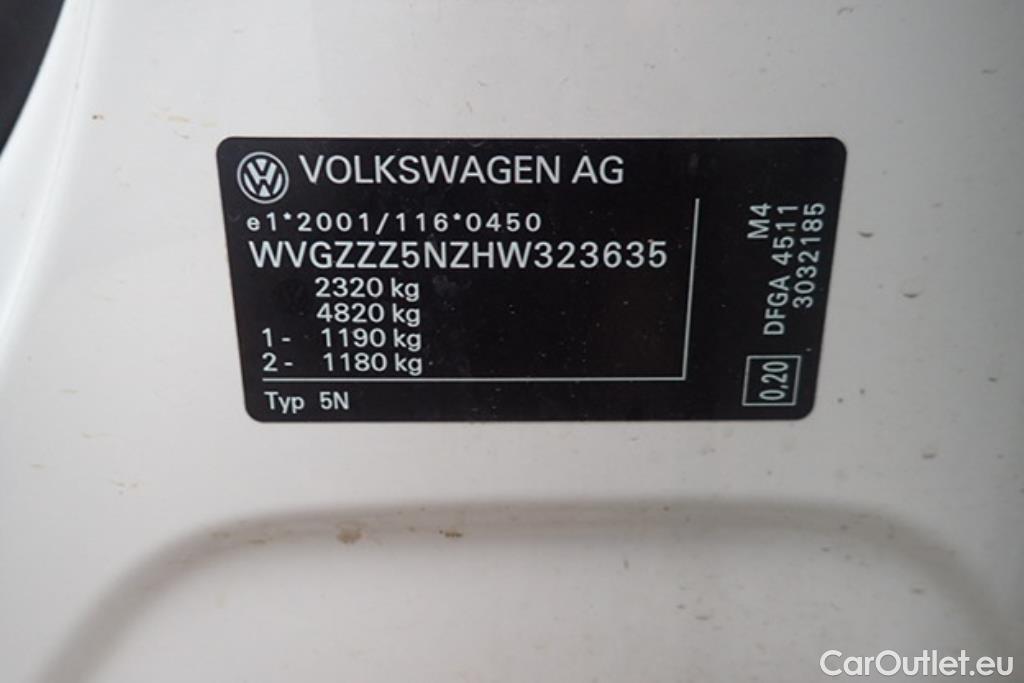 VOLKSWAGEN AG
e1*2001/116*0450
WVGZZZ5NZHW323635
2320 kg
4820 kg
1- 1190 kg
2- 1180 kg
Typ 5N
M4
DFGA 45.11
3032185
0,20
CarOutlet.eu